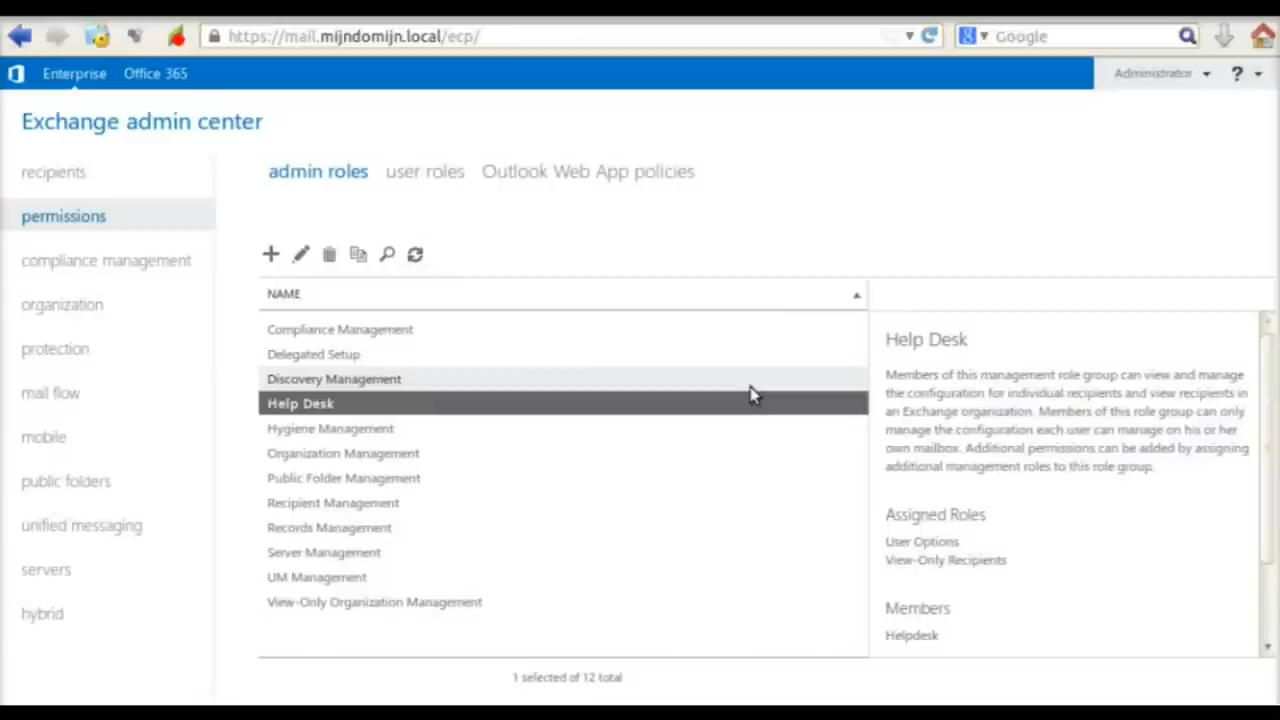 https://mail.mijndomijn.local/ecp/
Google
Enterprise Office 365
Administrator ?
Exchange admin center
recipients
permissions
compliance management
organization
protection
mail flow
mobile
public folders
unified messaging
servers
hybrid
admin roles user roles Outlook Web App policies
NAME
Compliance Management
Delegated Setup
Discovery Management
Help Desk
Hygiene Management
Organization Management
Public Folder Management
Recipient Management
Records Management
Server Management
UM Management
View-Only Organization Management
1 selected of 12 total
Help Desk
Members of this management role group can view and manage
the configuration for individual recipients and view recipients in
an Exchange organization. Members of this role group can only
manage the configuration each user can manage on his or her
own mailbox. Additional permissions can be added by assigning
additional management roles to this role group.
Assigned Roles
User Options
View-Only Recipients
Members
Helpdesk